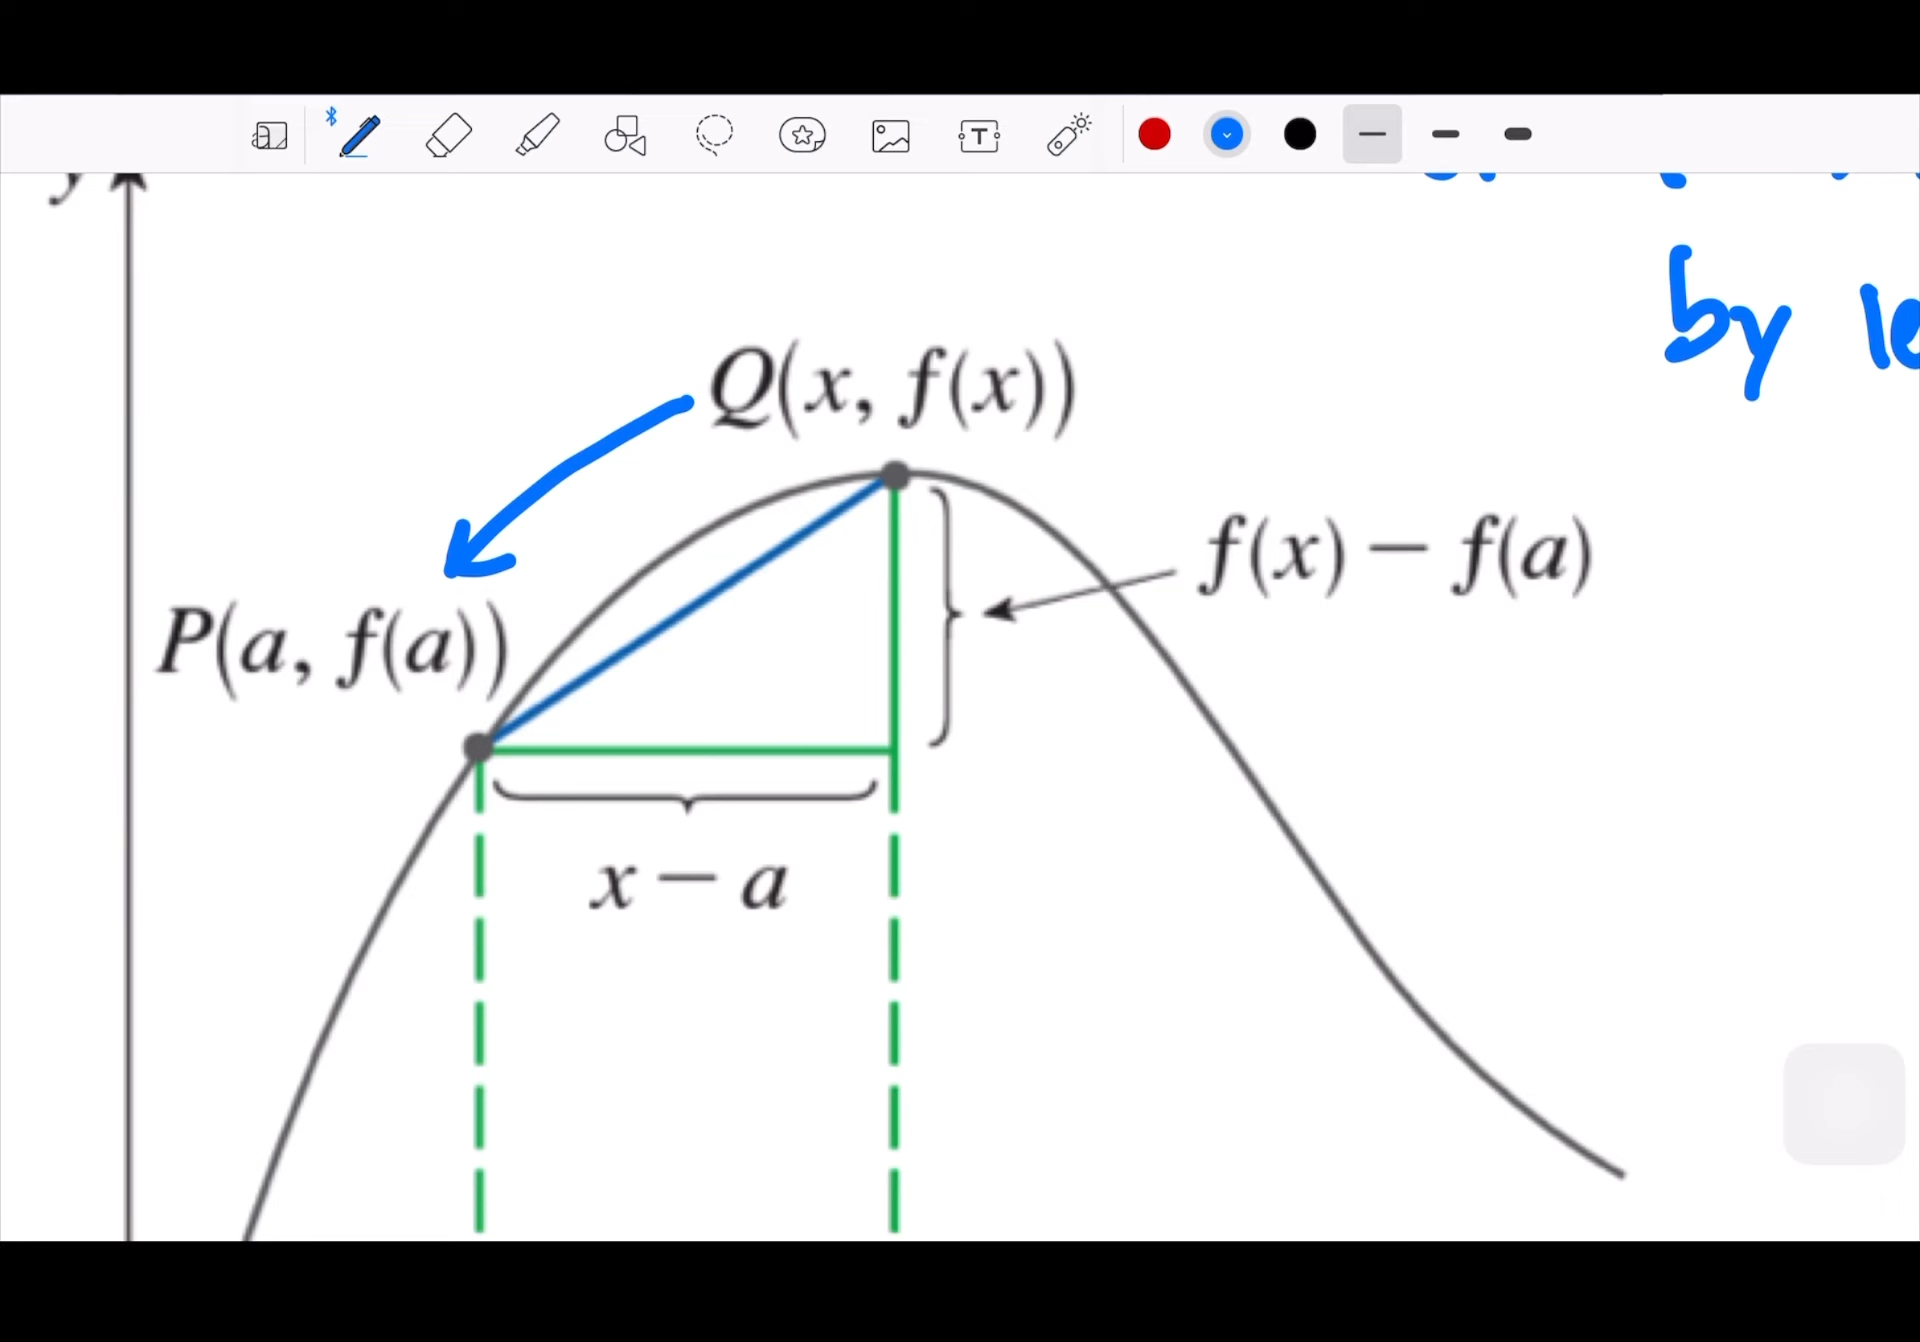 y
by
Q(x, f(x))
f(x) − f(a)
P(a, f(a))
x − a